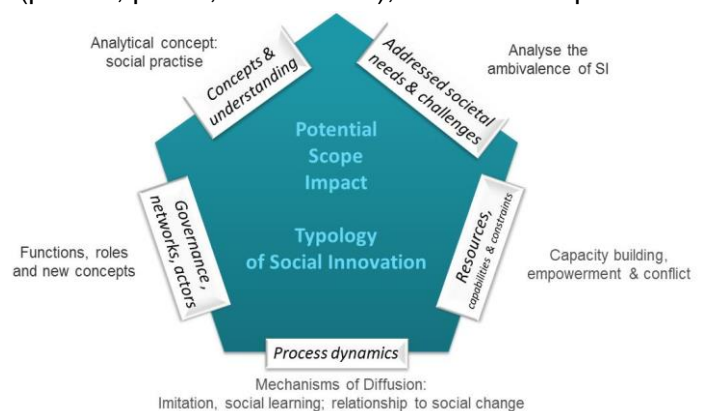 Analytical concept:
social practise
Concepts &
understanding
Addressed societal
needs & challenges
Analyse the
ambivalence of SI
Potential
Scope
Impact
Typology
of Social Innovation
Governance,
networks, actors
Functions, roles
and new concepts
Resources,
capabilities & constraints
Capacity building,
empowerment & conflict
Process dynamics
Mechanisms of Diffusion:
Imitation, social learning; relationship to social change